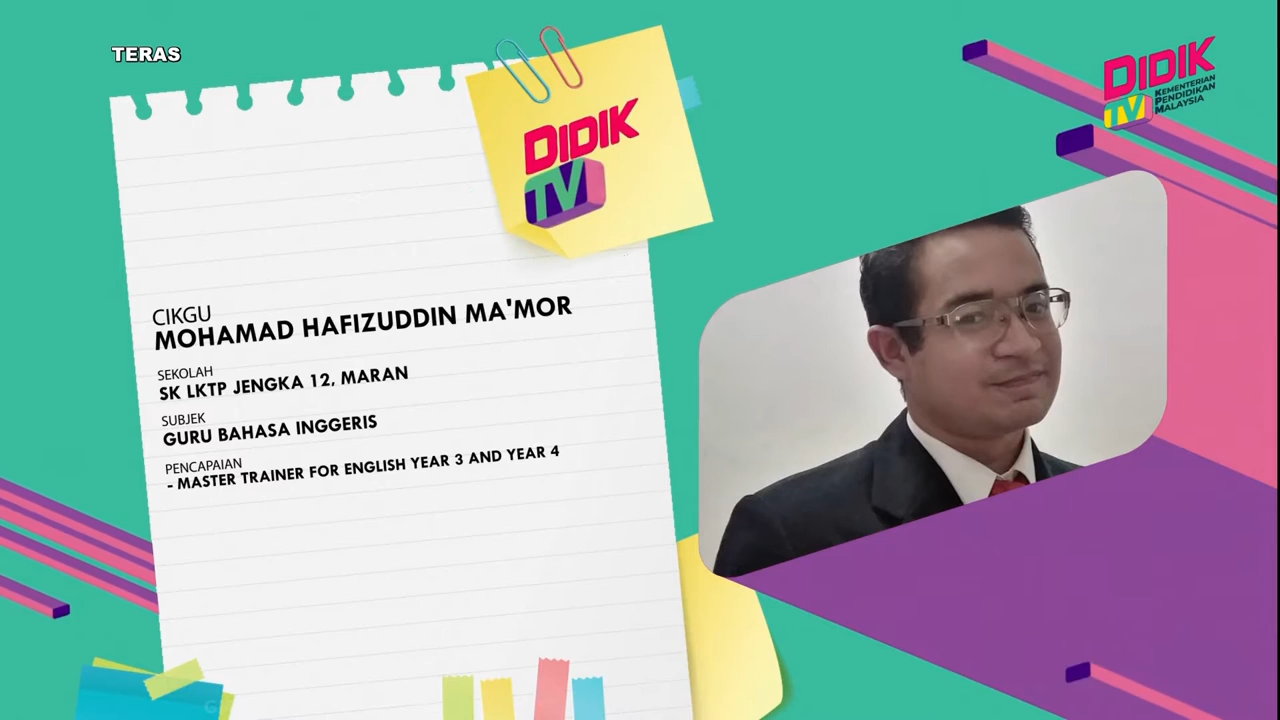 TERAS
DIDIK
TV
KEMENTERIAN
PENDIDIKAN
MALAYSIA
DIDIK
TV
CIKGU
MOHAMAD HAFIZUDDIN MA'MOR
SEKOLAH
SK LKTP JENGKA 12, MARAN
SUBJEK
GURU BAHASA INGGERIS
PENCAPAIAN
- MASTER TRAINER FOR ENGLISH YEAR 3 AND YEAR 4